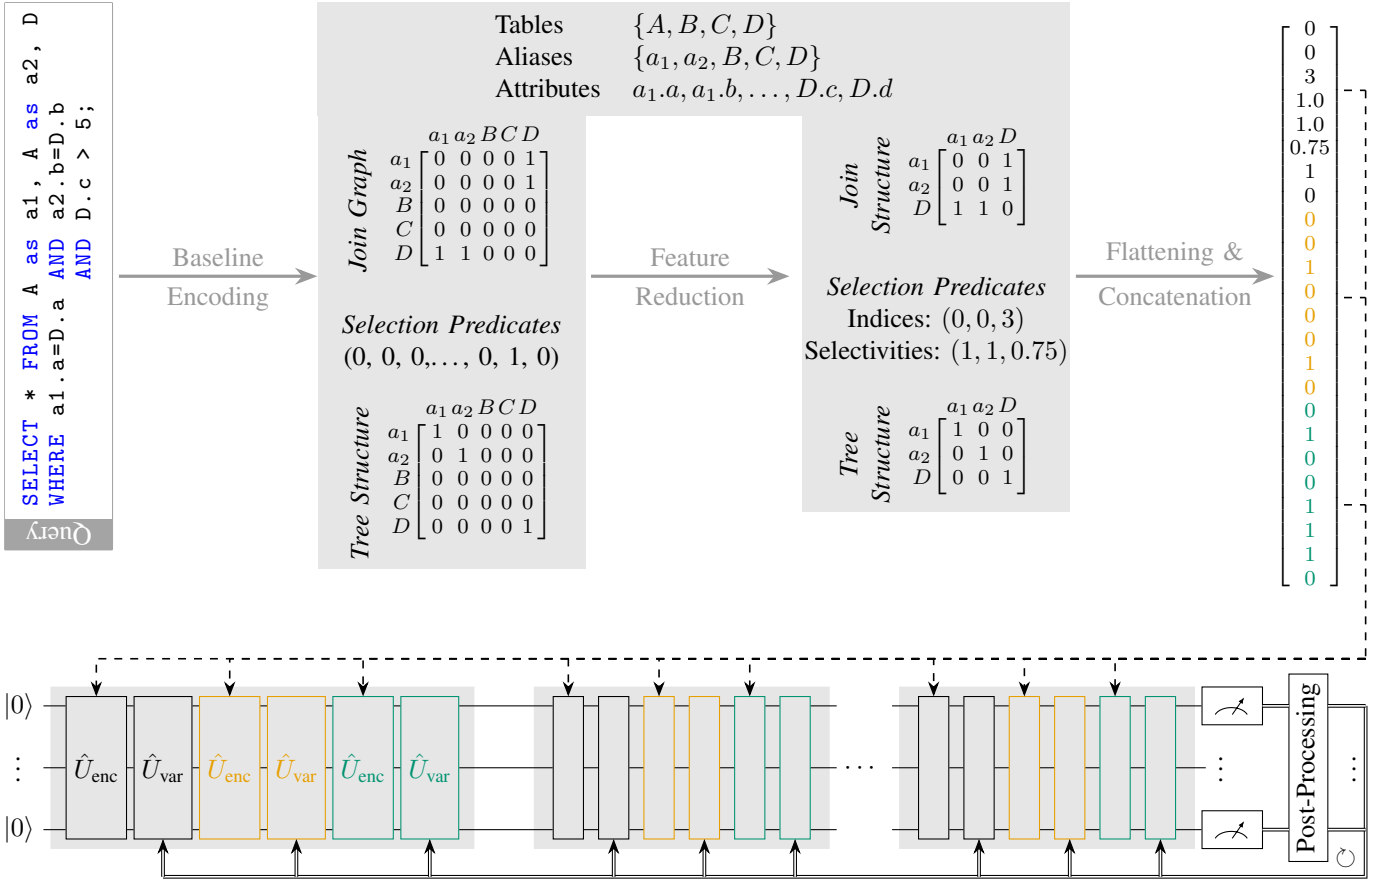 SELECT * FROM A as a1, A as a2, D
WHERE a1.a=D.a AND a2.b=D.b
AND D.c > 5;
Query
Baseline
Encoding
Tables {A, B, C, D}
Aliases {a₁, a₂, B, C, D}
Attributes a₁.a, a₁.b, . . . , D.c, D.d
Join Graph
a₁ a₂ B C D
a₁ 0 0 0 0 1
a₂ 0 0 0 0 1
B 0 0 0 0 0
C 0 0 0 0 0
D 1 1 0 0 0
Selection Predicates
(0, 0, 0,..., 0, 1, 0)
Tree Structure
a₁ a₂ B C D
a₁ 1 0 0 0 0
a₂ 0 1 0 0 0
B 0 0 0 0 0
C 0 0 0 0 0
D 0 0 0 0 1
Feature
Reduction
Join
Structure
a₁ a₂ D
a₁ 0 0 1
a₂ 0 0 1
D 1 1 0
Selection Predicates
Indices: (0, 0, 3)
Selectivities: (1, 1, 0.75)
Tree
Structure
a₁ a₂ D
a₁ 1 0 0
a₂ 0 1 0
D 0 0 1
Flattening &
Concatenation
0
0
3
1.0
1.0
0.75
1
0
0
0
1
0
0
0
1
0
0
1
0
0
1
1
1
0
|0⟩
⋮
|0⟩
Û_enc Û_var Û_enc Û_var Û_enc Û_var
· · ·
⋮
Post-Processing
⋮
↻